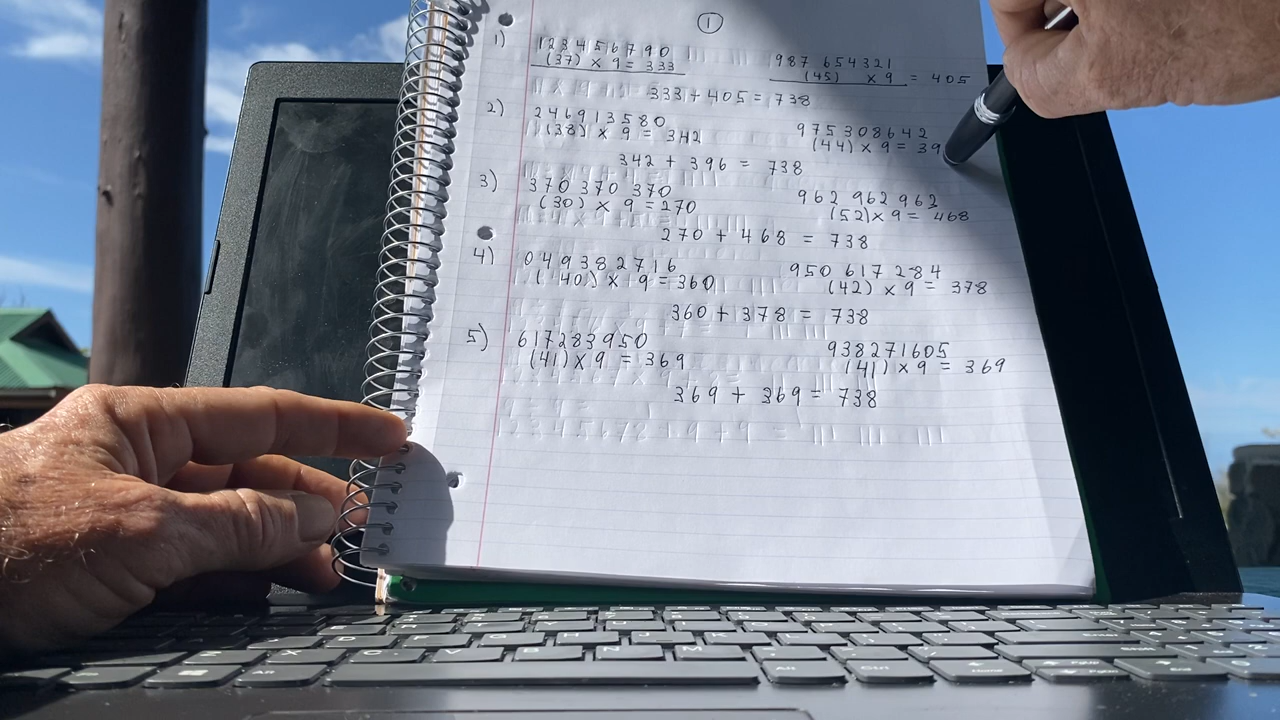 ①
1) 1234567 90 987 654321
(37) x 9 = 333 (45) x 9 = 405
333 + 405 = 738
2) 246913580 975308642
(38) x 9 = 342 (44) x 9 = 39
342 + 396 = 738
3) 370 370 370 962 962 963
(30) x 9 = 270 (52) x 9 = 468
270 + 468 = 738
4) 049382716 950 617 284
(40) x 9 = 360 (42) x 9 = 378
360 + 378 = 738
5) 617283950 938271605
(41) x 9 = 369 (41) x 9 = 369
369 + 369 = 738